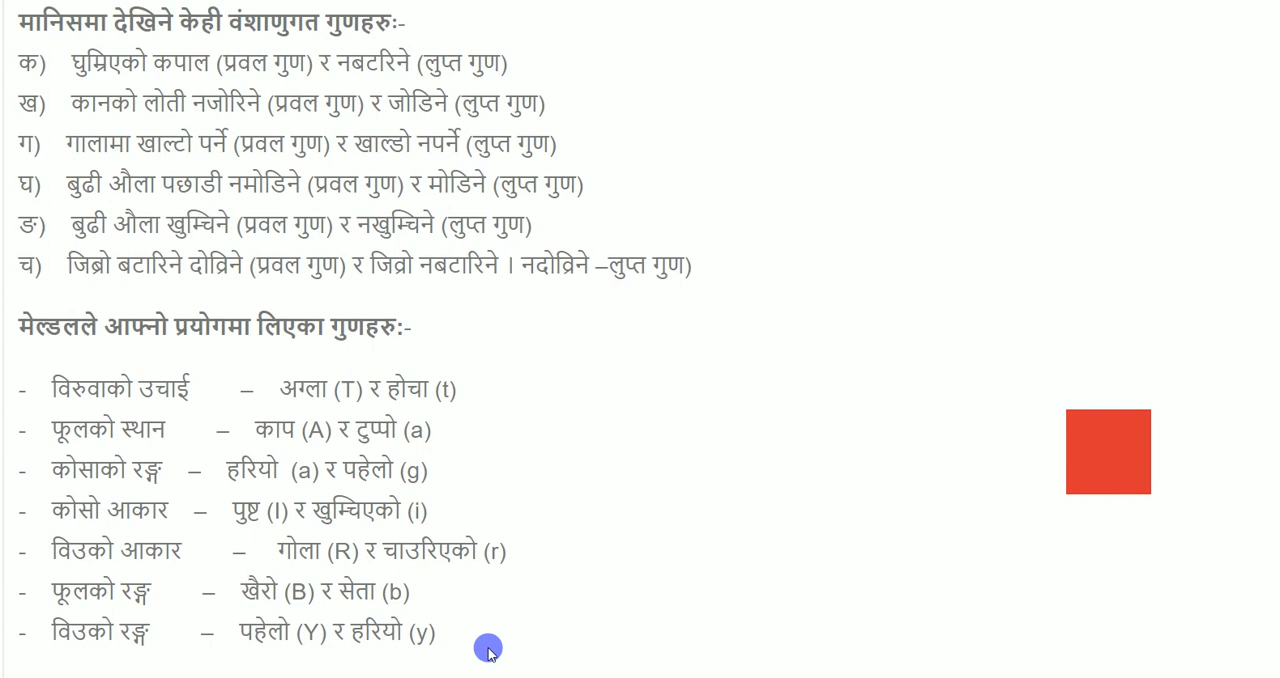 मानिसमा देखिने केही वंशाणुगत गुणहरुः-
क) घुम्रिएको कपाल (प्रवल गुण) र नबटरिने (लुप्त गुण)
ख) कानको लोती नजोरिने (प्रवल गुण) र जोडिने (लुप्त गुण)
ग) गालामा खाल्टो पर्ने (प्रवल गुण) र खाल्डो नपर्ने (लुप्त गुण)
घ) बुढी औला पछाडी नमोडिने (प्रवल गुण) र मोडिने (लुप्त गुण)
ङ) बुढी औला खुम्चिने (प्रवल गुण) र नखुम्चिने (लुप्त गुण)
च) जिब्रो बटारिने दोव्रिने (प्रवल गुण) र जिव्रो नबटारिने । नदोव्रिने –लुप्त गुण)
मेल्डलले आफ्नो प्रयोगमा लिएका गुणहरु:-
- विरुवाको उचाई – अग्ला (T) र होचा (t)
- फूलको स्थान – काप (A) र टुप्पो (a)
- कोसाको रङ्ग – हरियो (a) र पहेलो (g)
- कोसो आकार – पुष्ट (I) र खुम्चिएको (i)
- विउको आकार – गोला (R) र चाउरिएको (r)
- फूलको रङ्ग – खैरो (B) र सेता (b)
- विउको रङ्ग – पहेलो (Y) र हरियो (y)